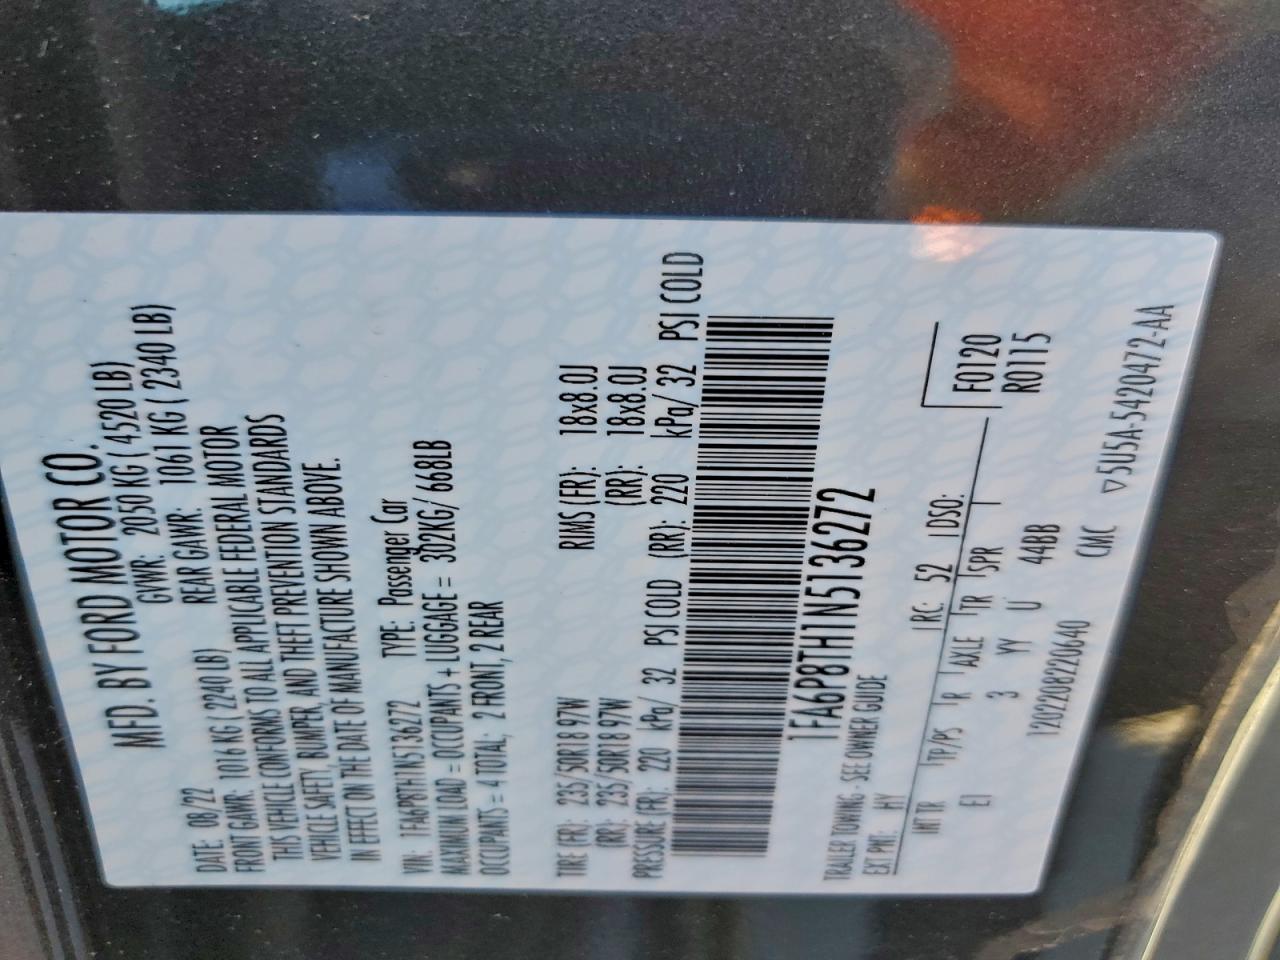 MFD. BY FORD MOTOR CO.
DATE: 08/22 GVWR: 2050 KG ( 4520 LB)
FRONT GAWR: 1016 KG ( 2240 LB) REAR GAWR: 1061 KG ( 2340 LB)
THIS VEHICLE CONFORMS TO ALL APPLICABLE FEDERAL MOTOR
VEHICLE SAFETY, BUMPER, AND THEFT PREVENTION STANDARDS
IN EFFECT ON THE DATE OF MANUFACTURE SHOWN ABOVE.
VIN: 1FA6P8TH1N5136272 TYPE: Passenger Car
MAXIMUM LOAD = OCCUPANTS + LUGGAGE = 302KG/ 668LB
OCCUPANTS = 4 TOTAL; 2 FRONT, 2 REAR
TIRE (FR): 235/50R18 97W RIMS (FR): 18x8.0J
(RR): 235/50R18 97W (RR): 18x8.0J
PRESSURE (FR): 220 kPa/ 32 PSI COLD (RR): 220 kPa/ 32 PSI COLD
1FA6P8TH1N5136272
TRAILER TOWING - SEE OWNER GUIDE
EXT PNT: HY RC: 52 DSO:
INT TR TP/PS R AXLE TR SPR
EI 3 YY U 44BB
F0120
R0115
1202208220640 CMC ▽5U5A-5420472-AA